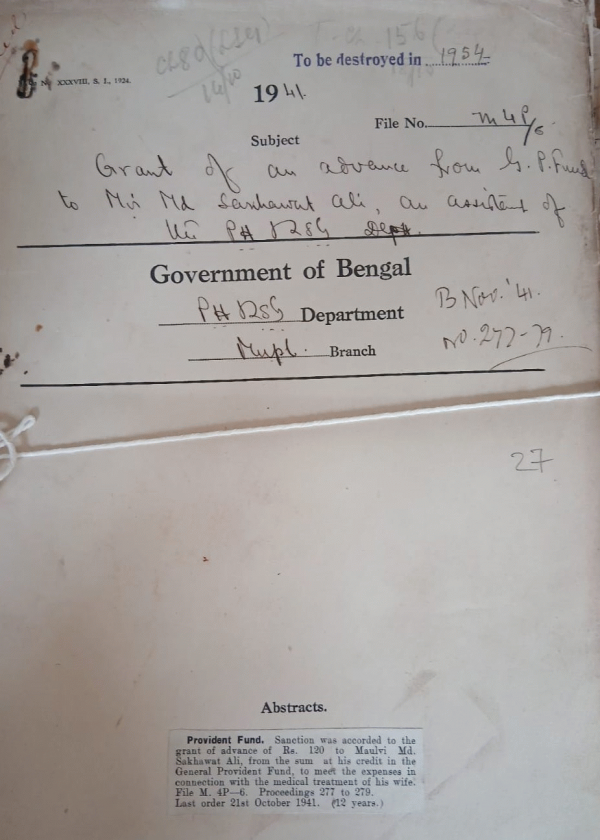 No. XXXVIII, S. I., 1924.
To be destroyed in 1954
1941.
File No. M 4P/6.
Subject
Grant of an advance from G. P. Fund
to Mvi Md Sakhawat Ali, an assistant of
the PH & LSG Dept.
Government of Bengal
PH & LSG Department
B Nov. '41.
Mupl. Branch
No. 277-79.
27
Abstracts.
Provident Fund. Sanction was accorded to the
grant of advance of Rs. 120 to Maulvi Md.
Sakhawat Ali, from the sum at his credit in the
General Provident Fund, to meet the expenses in
connection with the medical treatment of his wife.
File M. 4P—6. Proceedings 277 to 279.
Last order 21st October 1941. (12 years.)